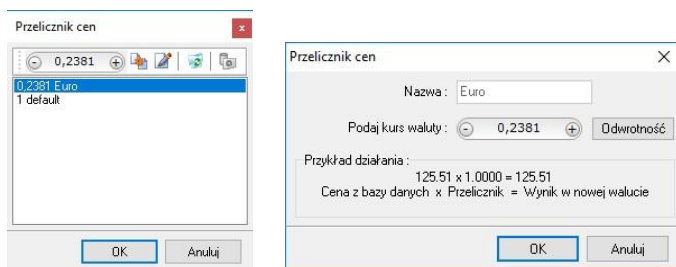 Przelicznik cen
x
0,2381
0,2381 Euro
1 default
OK Anuluj
Przelicznik cen
Nazwa : Euro
Podaj kurs waluty : 0,2381 Odwrotność
Przykład działania :
125.51 x 1.0000 = 125.51
Cena z bazy danych x Przelicznik = Wynik w nowej walucie
OK Anuluj